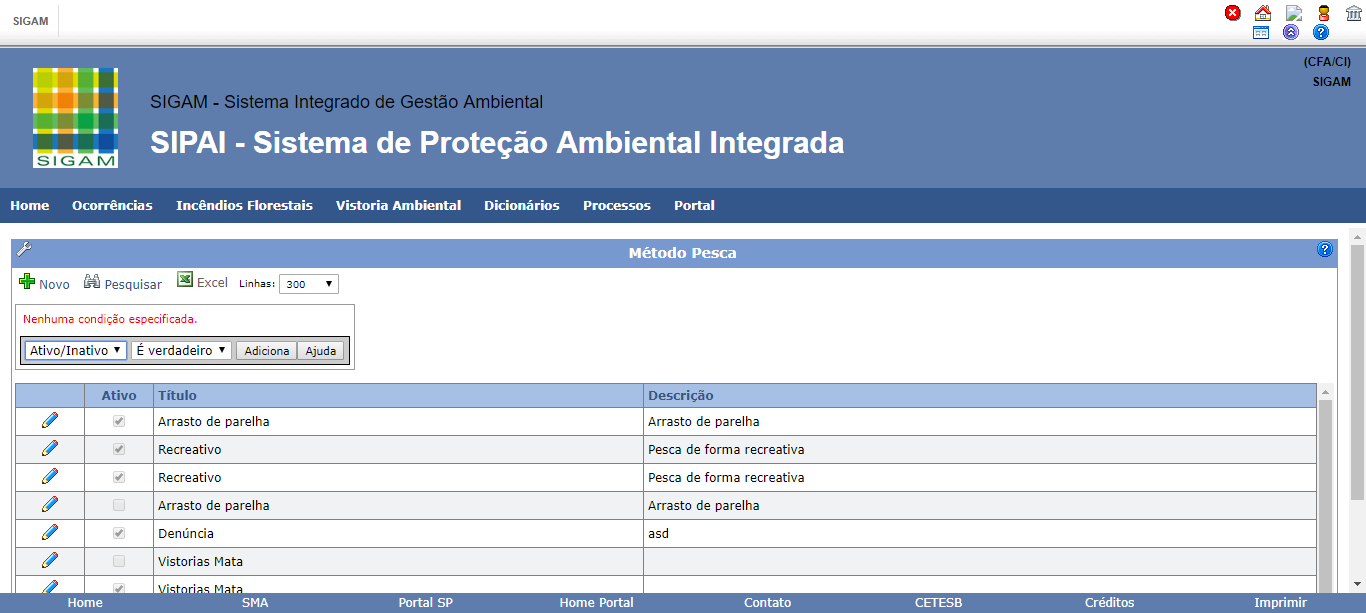 SIGAM
(CFA/CI)
SIGAM
SIGAM
SIGAM - Sistema Integrado de Gestão Ambiental
SIPAI - Sistema de Proteção Ambiental Integrada
Home Ocorrências Incêndios Florestais Vistoria Ambiental Dicionários Processos Portal
Método Pesca
Novo Pesquisar Excel Linhas: 300
Nenhuma condição especificada.
Ativo/Inativo É verdadeiro Adiciona Ajuda
Ativo Título Descrição
Arrasto de parelha Arrasto de parelha
Recreativo Pesca de forma recreativa
Recreativo Pesca de forma recreativa
Arrasto de parelha Arrasto de parelha
Denúncia asd
Vistorias Mata
Vistorias Mata
Home SMA Portal SP Home Portal Contato CETESB Créditos Imprimir